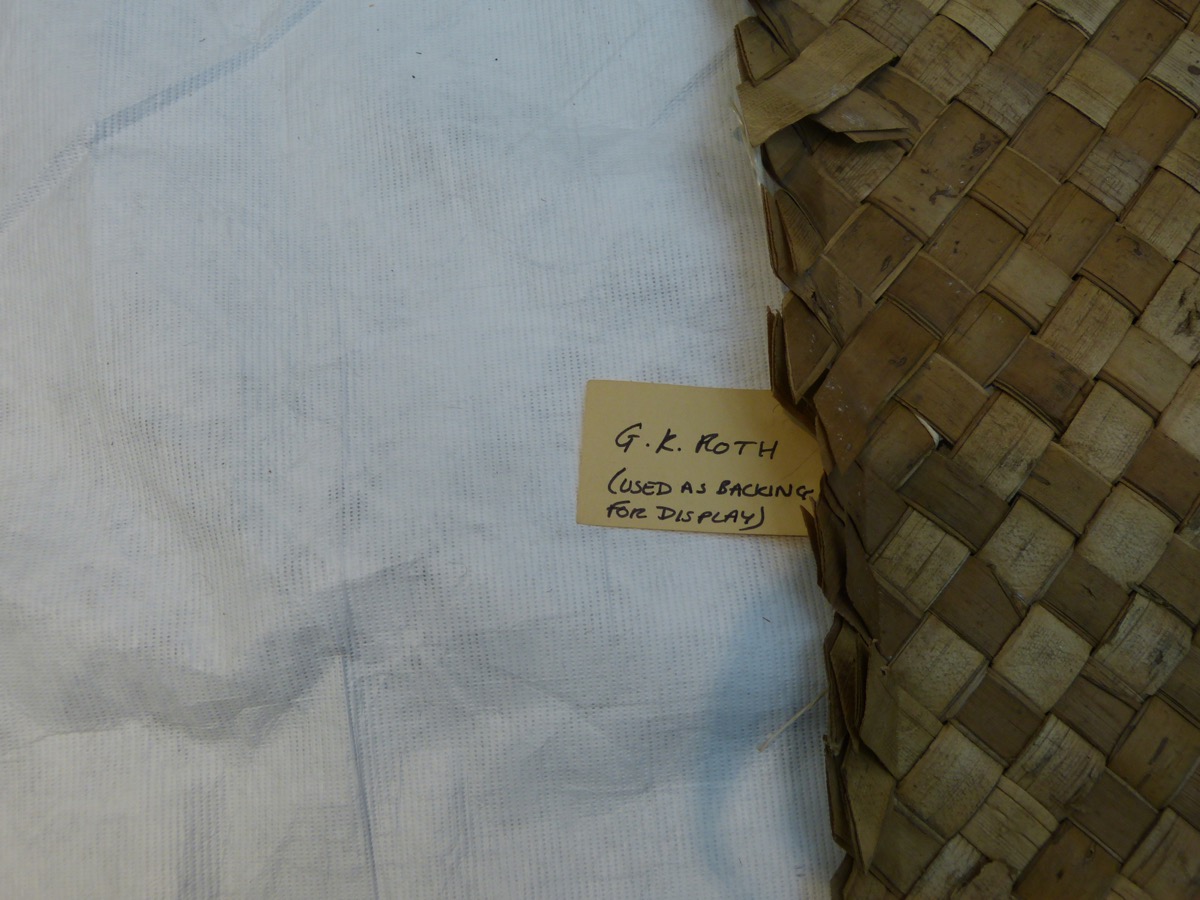 G. K. ROTH
(USED AS BACKING
FOR DISPLAY)